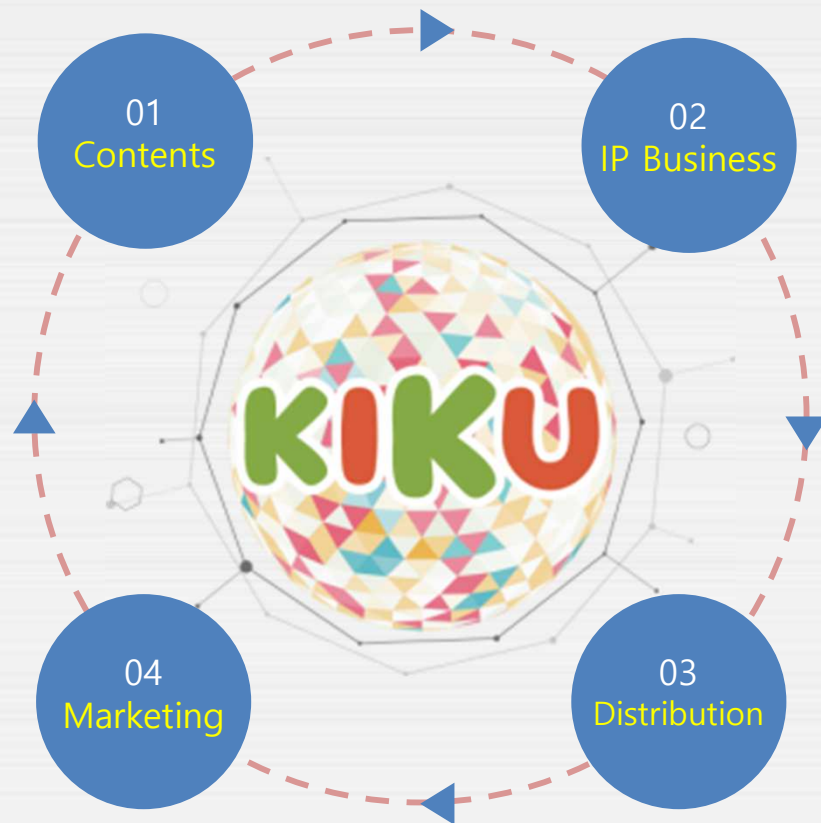 01
Contents
02
IP Business
KIKU
04
Marketing
03
Distribution